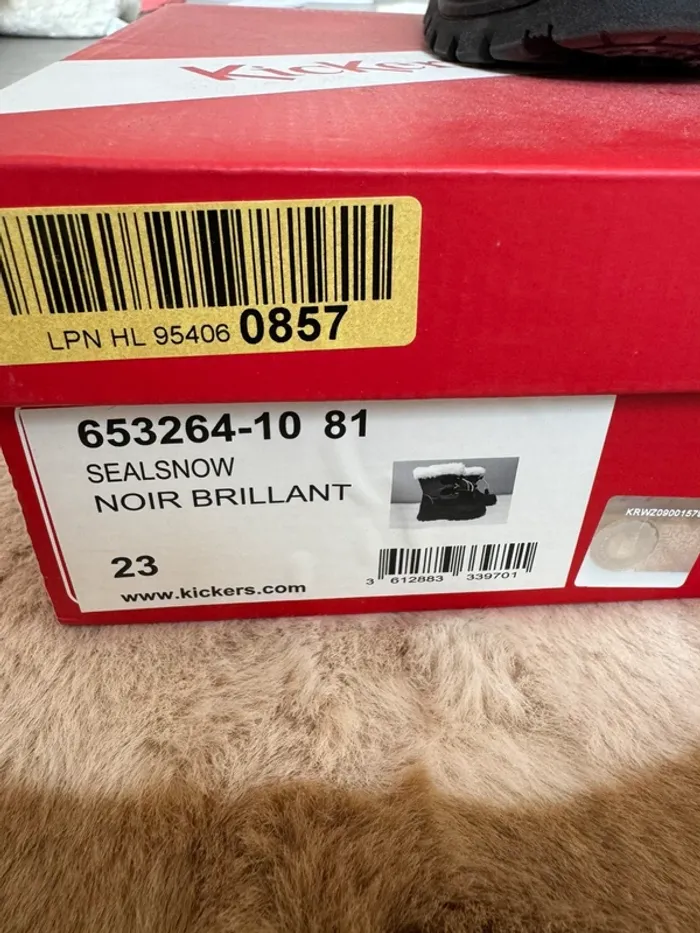 Kickers
LPN HL 95406 0857
653264-10 81
SEALSNOW
NOIR BRILLANT
23
www.kickers.com
3 612883 339701